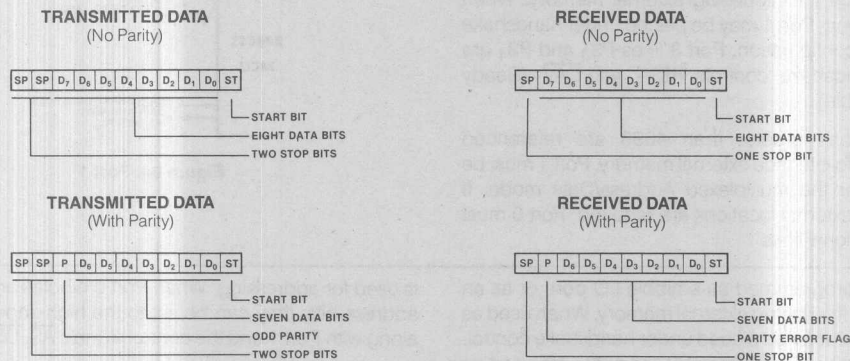 TRANSMITTED DATA
(No Parity)
SP SP D7 D6 D5 D4 D3 D2 D1 D0 ST
START BIT
EIGHT DATA BITS
TWO STOP BITS
RECEIVED DATA
(No Parity)
SP D7 D6 D5 D4 D3 D2 D1 D0 ST
START BIT
EIGHT DATA BITS
ONE STOP BIT
TRANSMITTED DATA
(With Parity)
SP SP P D6 D5 D4 D3 D2 D1 D0 ST
START BIT
SEVEN DATA BITS
ODD PARITY
TWO STOP BITS
RECEIVED DATA
(With Parity)
SP P D6 D5 D4 D3 D2 D1 D0 ST
START BIT
SEVEN DATA BITS
PARITY ERROR FLAG
ONE STOP BIT